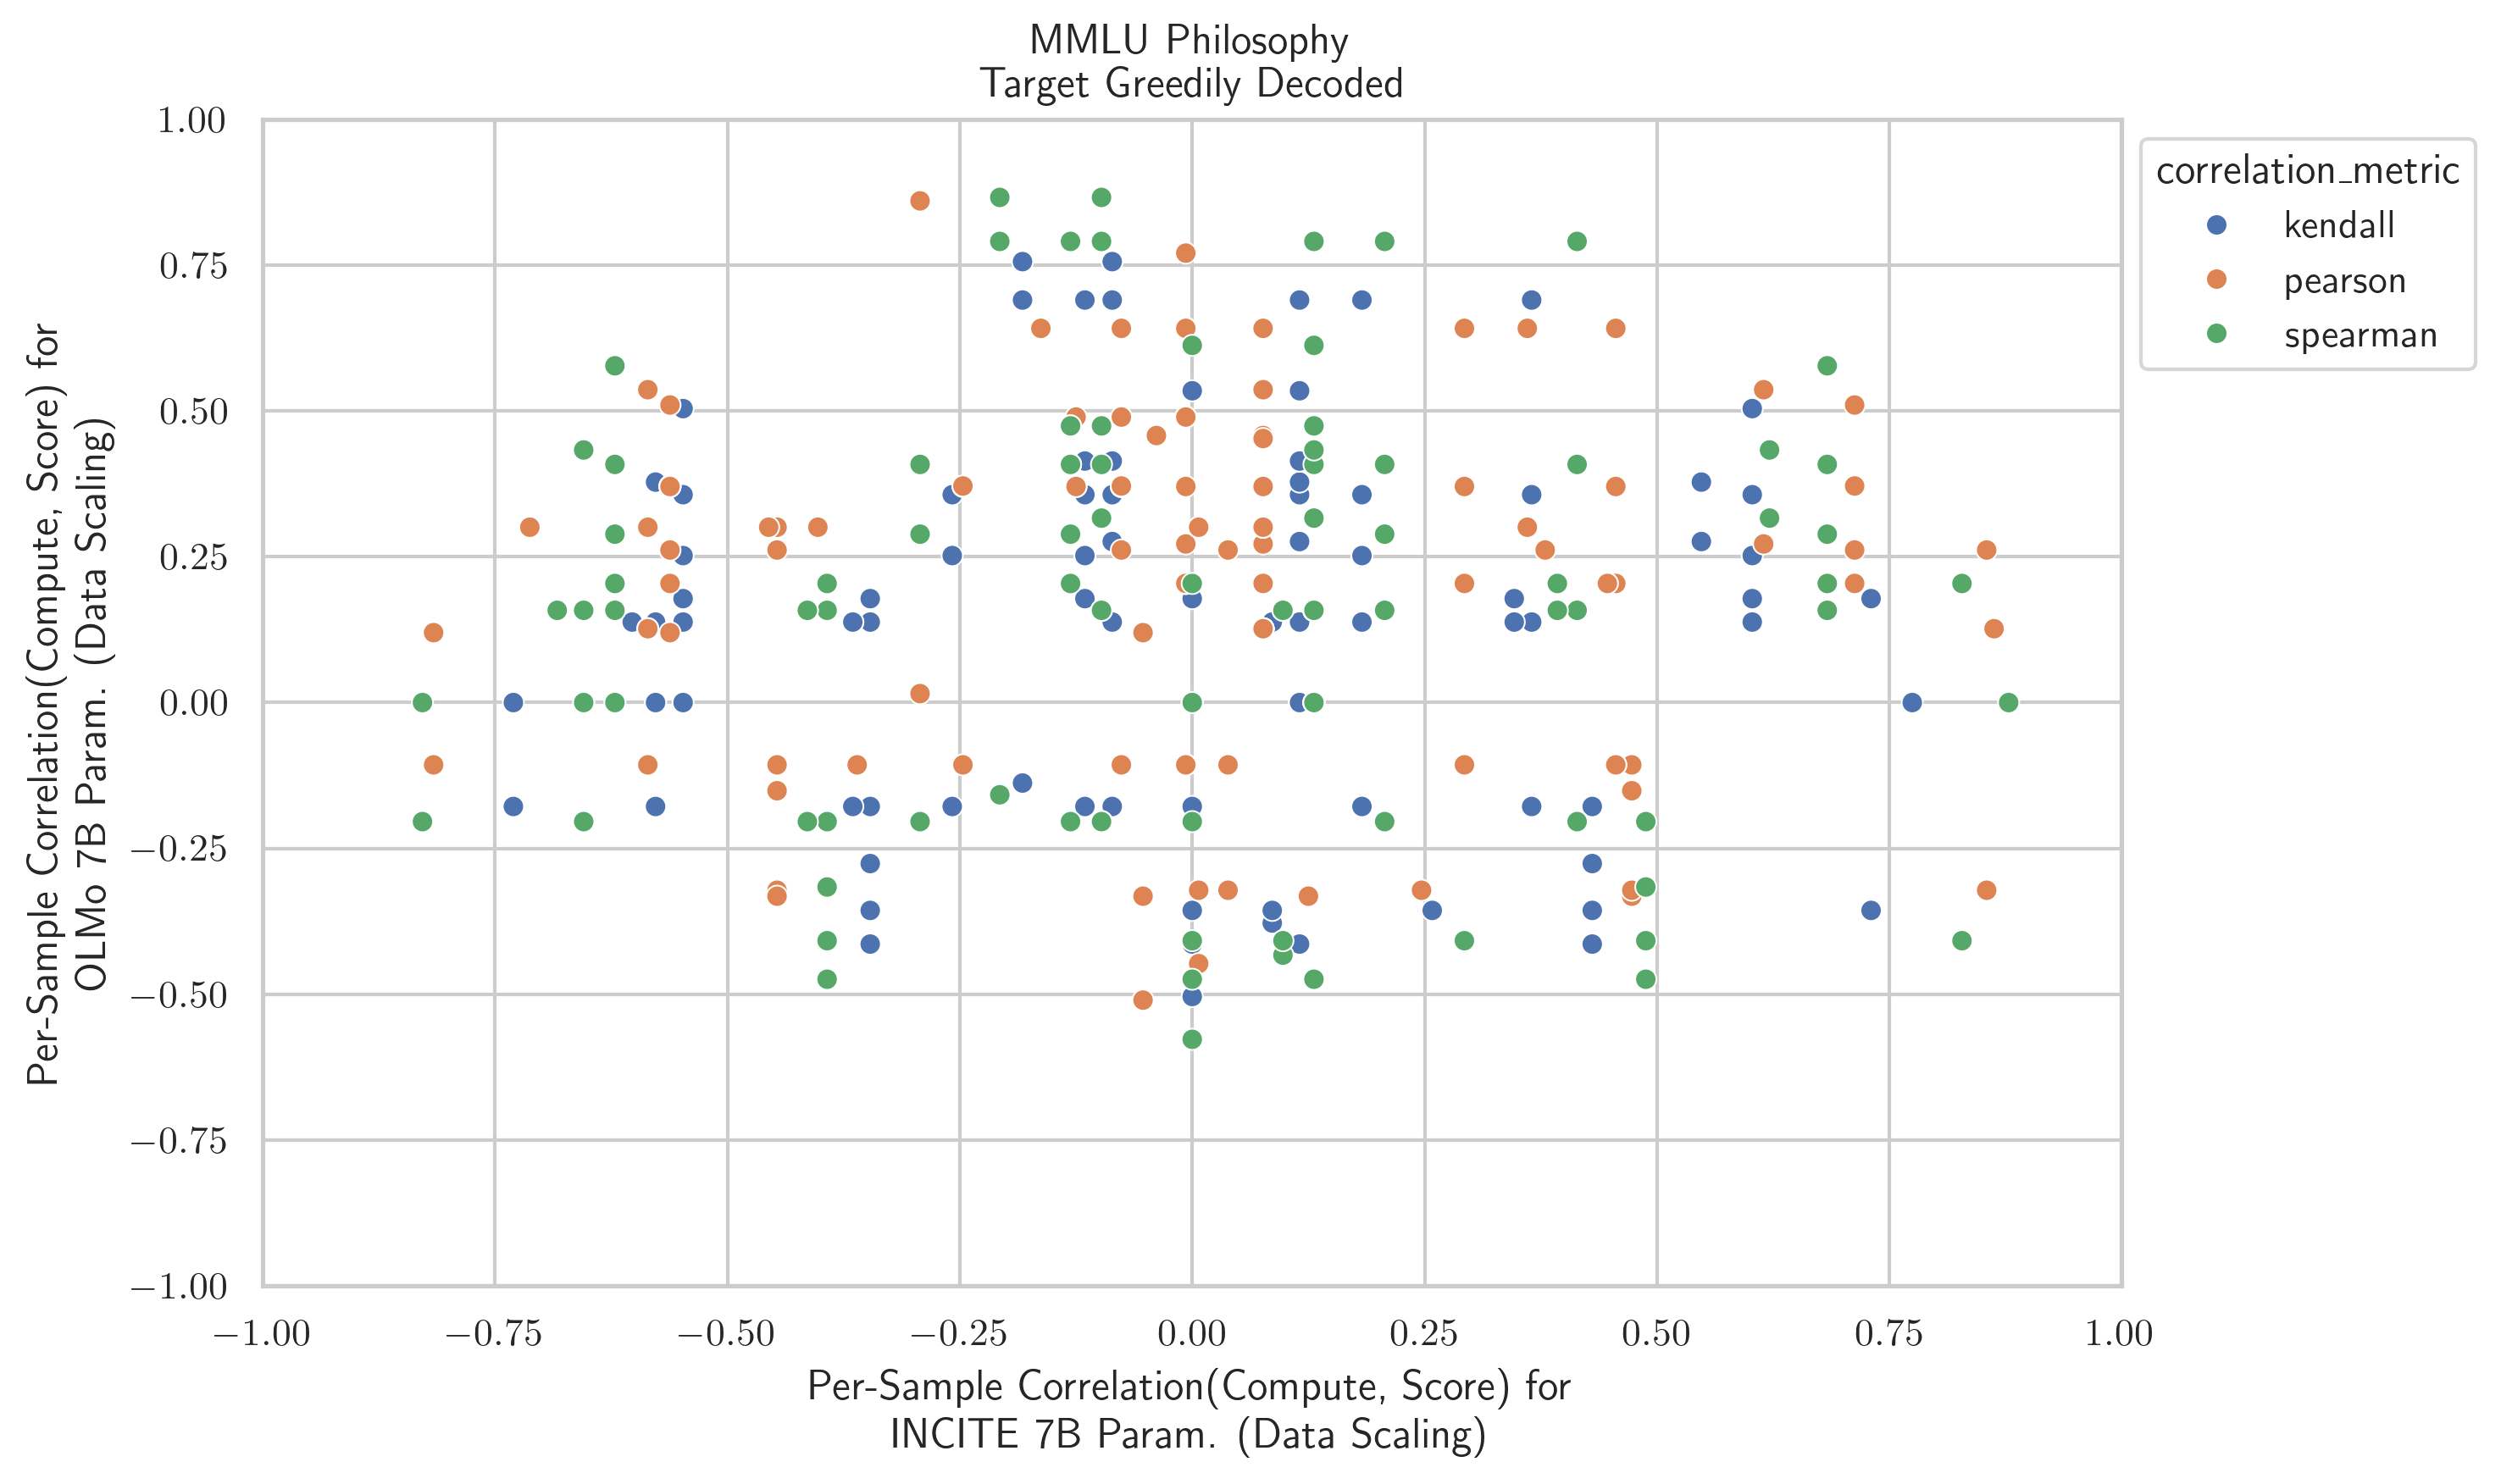 MMLU Philosophy
Target Greedily Decoded
1.00
0.75
0.50
0.25
0.00
−0.25
−0.50
−0.75
−1.00
Per-Sample Correlation(Compute, Score) for
OLMo 7B Param. (Data Scaling)
−1.00
−0.75
−0.50
−0.25
0.00
0.25
0.50
0.75
1.00
Per-Sample Correlation(Compute, Score) for
INCITE 7B Param. (Data Scaling)
correlation_metric
kendall
pearson
spearman